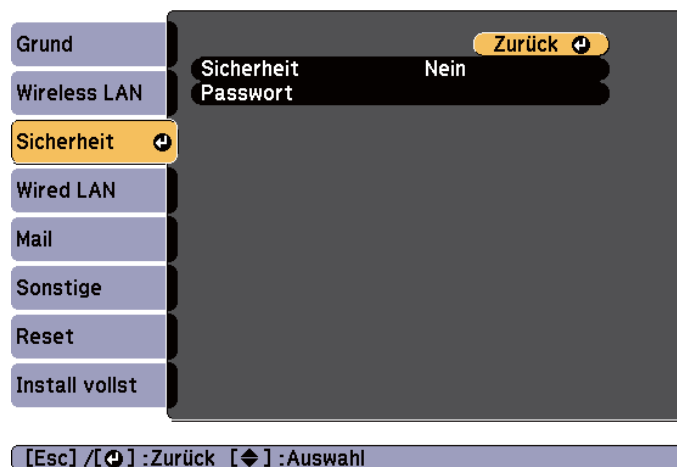 Grund
Wireless LAN
Sicherheit
Wired LAN
Mail
Sonstige
Reset
Install vollst
Zurück
Sicherheit Nein
Passwort
[Esc] /[ ] :Zurück [ ] :Auswahl